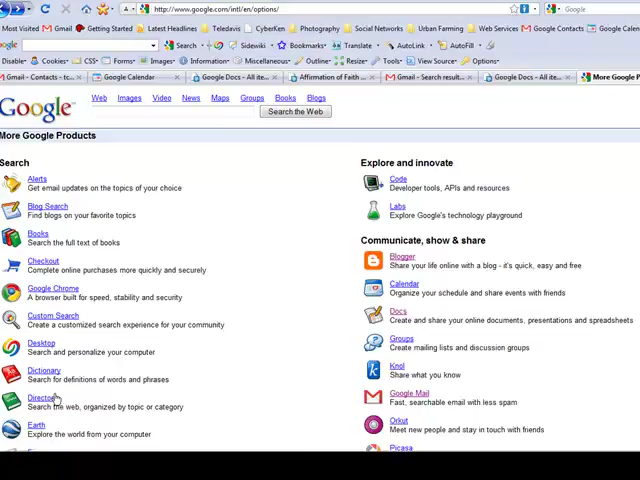 http://www.google.com/intl/en/options/
Google
Most Visited Gmail Getting Started Latest Headlines Teledavis CyberKen Photography Social Networks Urban Farming Web Services Google Contacts Google Calen
Search Sidewiki Bookmarks Translate AutoLink AutoFill
Disable Cookies CSS Forms Images Information Miscellaneous Outline Resize Tools View Source Options
Gmail - Contacts - tc... Google Calendar Google Docs - All ite... Affirmation of Faith ... Gmail - Search result... Google Docs - All ite... More Google P
Google
Web Images Video News Maps Groups Books Blogs
Search the Web
More Google Products
Search
Alerts
Get email updates on the topics of your choice
Blog Search
Find blogs on your favorite topics
Books
Search the full text of books
Checkout
Complete online purchases more quickly and securely
Google Chrome
A browser built for speed, stability and security
Custom Search
Create a customized search experience for your community
Desktop
Search and personalize your computer
Dictionary
Search for definitions of words and phrases
Directory
Search the web, organized by topic or category
Earth
Explore the world from your computer
Explore and innovate
Code
Developer tools, APIs and resources
Labs
Explore Google's technology playground
Communicate, show & share
Blogger
Share your life online with a blog - it's quick, easy and free
Calendar
Organize your schedule and share events with friends
Docs
Create and share your online documents, presentations and spreadsheets
Groups
Create mailing lists and discussion groups
Knol
Share what you know
Google Mail
Fast, searchable email with less spam
Orkut
Meet new people and stay in touch with friends
Picasa